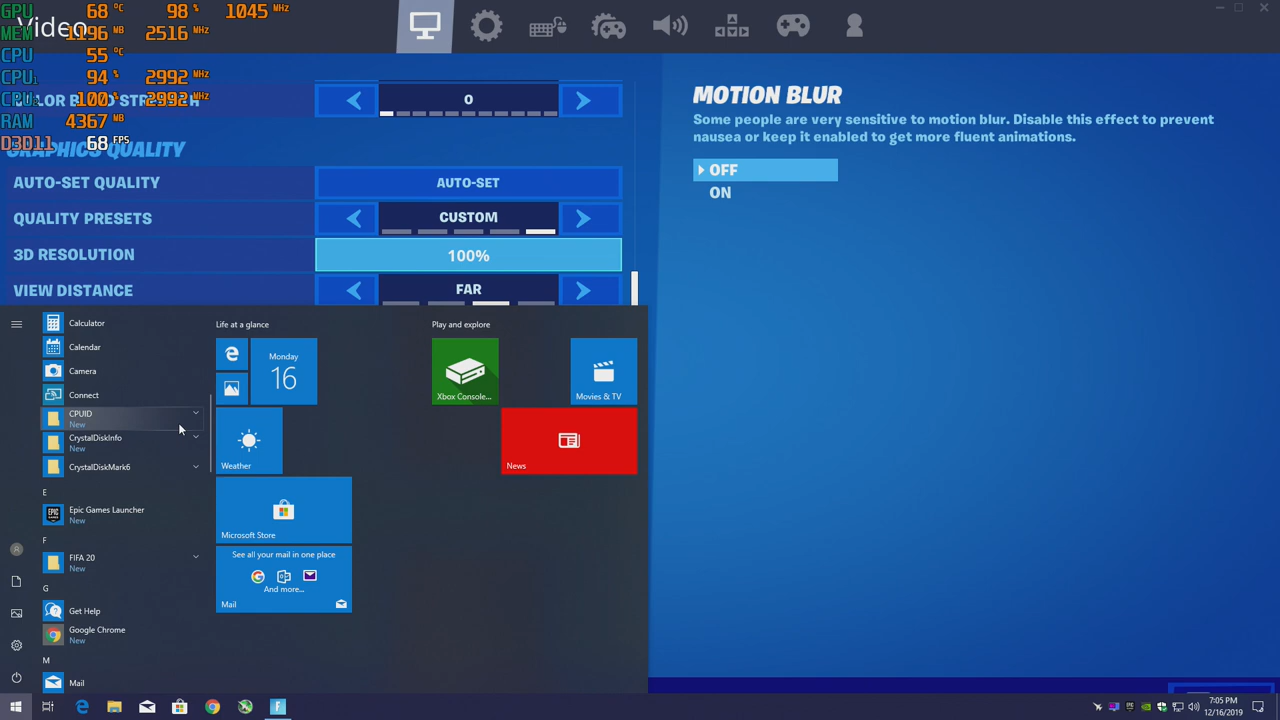 Video
GPU 68 °C 98 % 1045 MHz
MEM 1196 MB 2516 MHz
CPU 55 °C
CPU1 94 % 2992 MHz
CPU 100 % 2992 MHz
RAM 4367 MB
D3D11 68 FPS
0
GRAPHICS QUALITY
AUTO-SET QUALITY AUTO-SET
QUALITY PRESETS CUSTOM
3D RESOLUTION 100%
VIEW DISTANCE FAR
MOTION BLUR
Some people are very sensitive to motion blur. Disable this effect to prevent
nausea or keep it enabled to get more fluent animations.
OFF
ON
Calculator
Calendar
Camera
Connect
CPUID
New
CrystalDiskInfo
New
CrystalDiskMark6
E
Epic Games Launcher
New
F
FIFA 20
New
G
Get Help
Google Chrome
New
M
Mail
Life at a glance
Monday
16
Weather
Microsoft Store
See all your mail in one place
And more...
Mail
Play and explore
Xbox Console...
Movies & TV
News
7:05 PM
12/16/2019